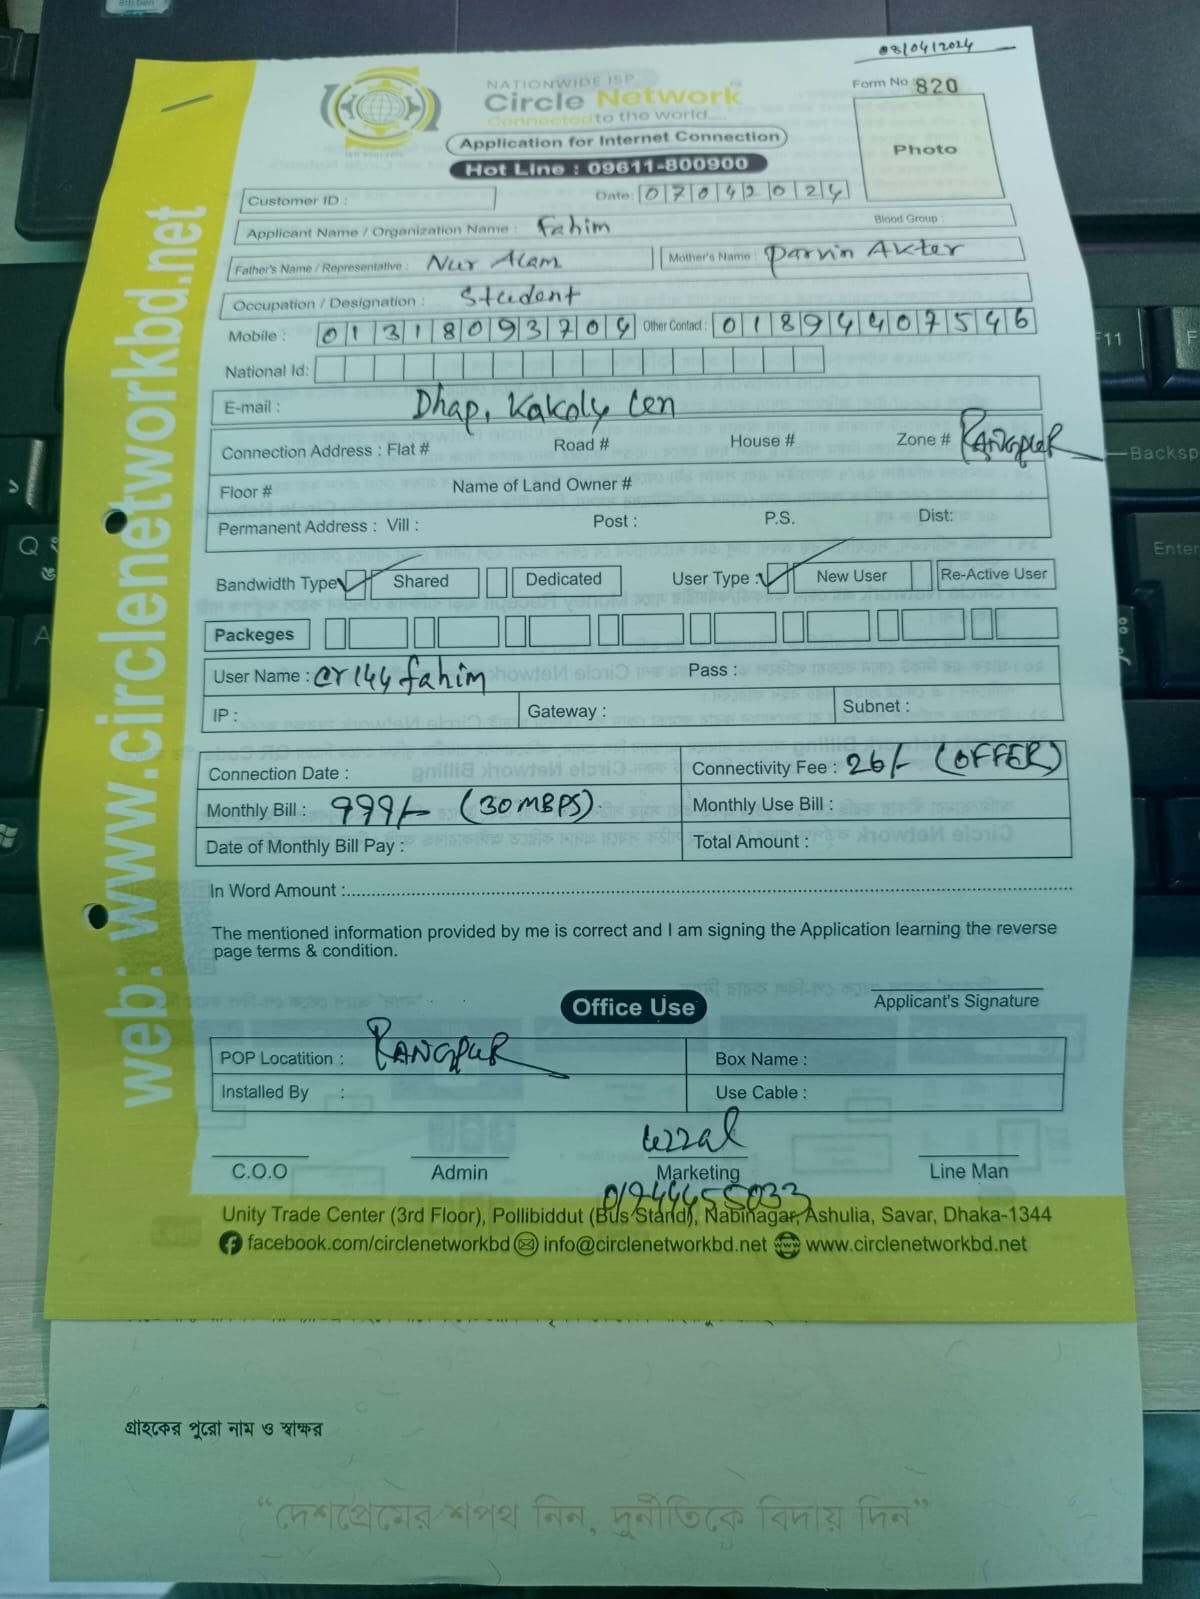 8th Gen
08/04/2024
NATIONWIDE ISP
Circle Network
Connected to the world....
Application for Internet Connection
Hot Line : 09611-800900
Form No 820
Photo
web: www.circlenetworkbd.net
Customer ID :
Date: 07042024
Applicant Name / Organization Name : Fahim
Blood Group :
Father's Name / Representative : Nur Alam Mother's Name : Parvin Akter
Occupation / Designation : Student
Mobile : 01318093704 Other Contact : 01894407546
National Id:
E-mail : Dhap, Kakoly Len
Connection Address : Flat # Road # House # Zone # RANGPUR
Floor # Name of Land Owner #
Permanent Address : Vill : Post : P.S. Dist:
Bandwidth Type Shared Dedicated User Type : New User Re-Active User
Packeges
User Name : cr144fahim Pass :
IP : Gateway : Subnet :
Connection Date : Connectivity Fee : 26/- (OFFER)
Monthly Bill : 999/- (30MBPS) Monthly Use Bill :
Date of Monthly Bill Pay : Total Amount :
In Word Amount :
The mentioned information provided by me is correct and I am signing the Application learning the reverse
page terms & condition.
Applicant's Signature
Office Use
POP Locatition : RANGPUR Box Name :
Installed By : Use Cable :
uzzal
C.O.O Admin Marketing Line Man
01944455033
Unity Trade Center (3rd Floor), Pollibiddut (Bus Stand), Nabinagar, Ashulia, Savar, Dhaka-1344
facebook.com/circlenetworkbd info@circlenetworkbd.net www.circlenetworkbd.net
গ্রাহকের পুরো নাম ও স্বাক্ষর
“দেশপ্রেমের শপথ নিন, দুর্নীতিকে বিদায় দিন”
F11
Backsp
Enter
Q
A